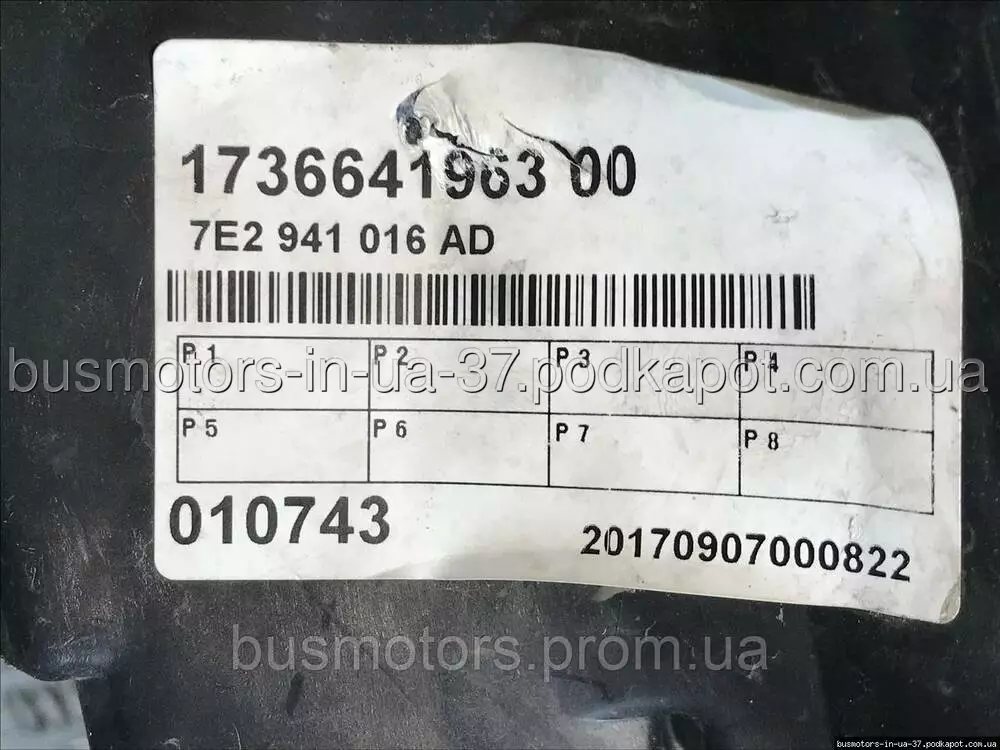 1736641963 00
7E2 941 016 AD
P 1 P 2 P 3 P 4
busmotors-in-ua-37.podkapot.com.ua
P 5 P 6 P 7 P 8
010743
20170907000822
busmotors.prom.ua
busmotors-in-ua-37.podkapot.com.ua